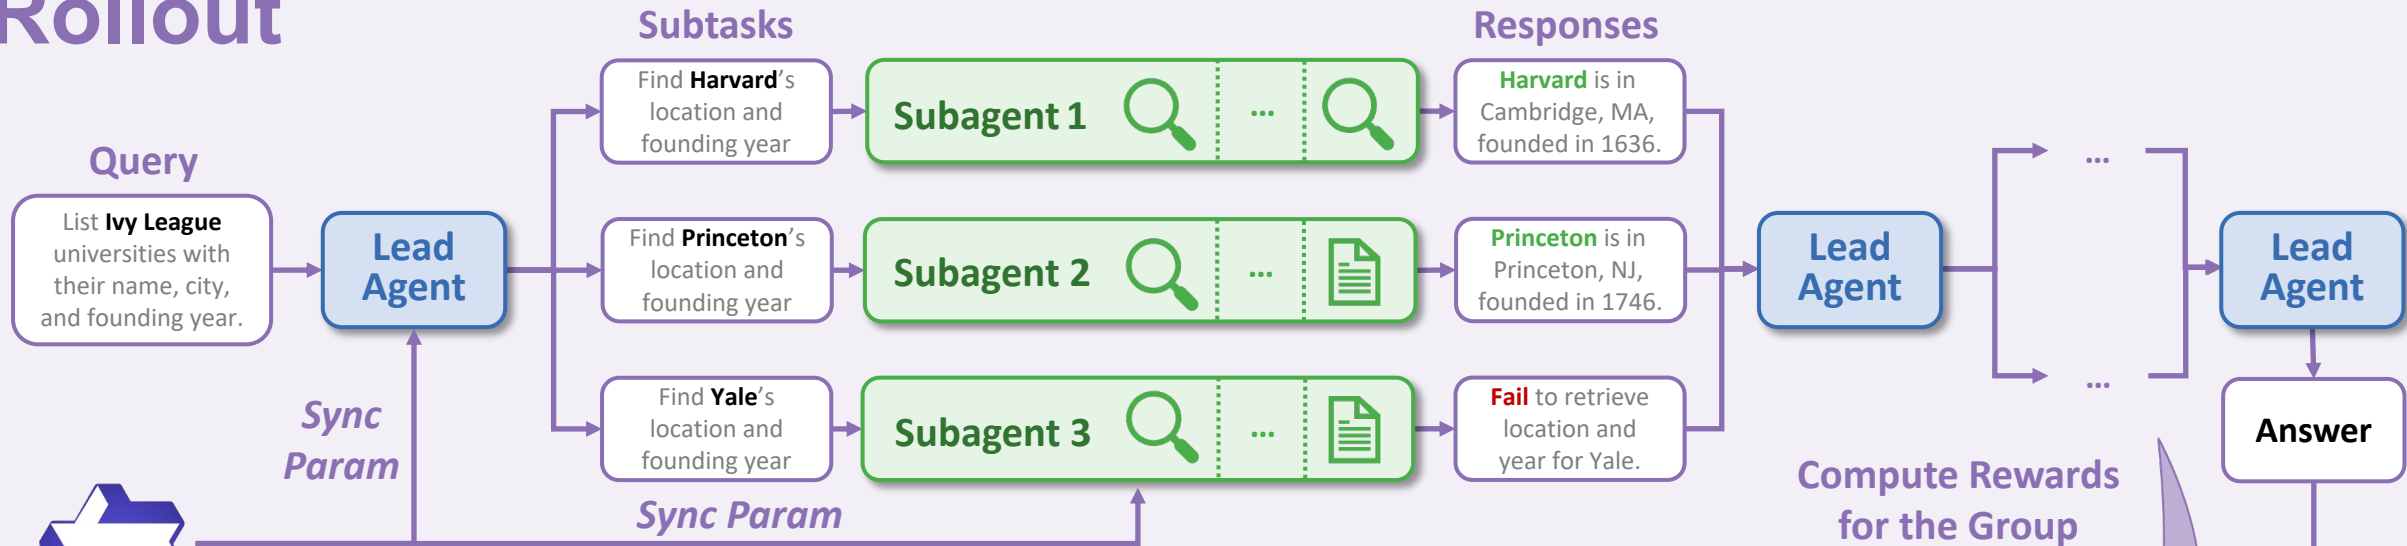 Rollout
Subtasks
Responses
Query
List Ivy League
universities with
their name, city,
and founding year.
Lead
Agent
Find Harvard's
location and
founding year
Subagent 1
...
Harvard is in
Cambridge, MA,
founded in 1636.
Find Princeton's
location and
founding year
Subagent 2
...
Princeton is in
Princeton, NJ,
founded in 1746.
Find Yale's
location and
founding year
Subagent 3
...
Fail to retrieve
location and
year for Yale.
Lead
Agent
...
...
Lead
Agent
Answer
Sync
Param
Sync Param
Compute Rewards
for the Group